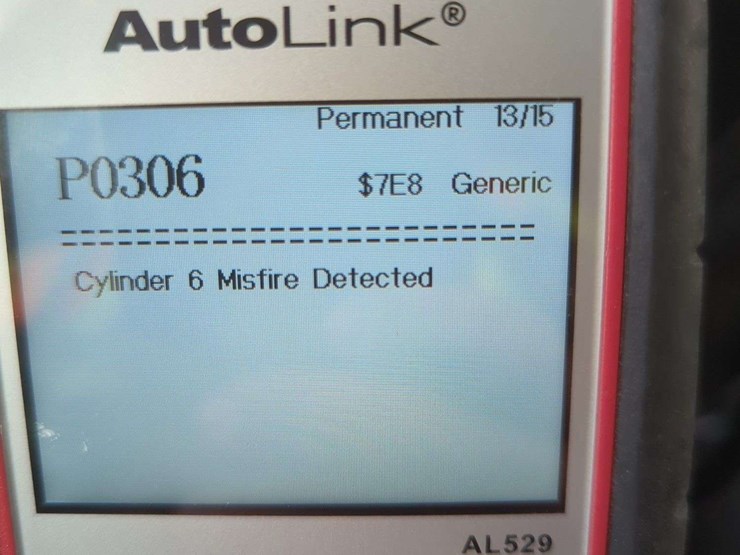 AutoLink®
Permanent 13/15
P0306 $7E8 Generic
==========================
Cylinder 6 Misfire Detected
AL529